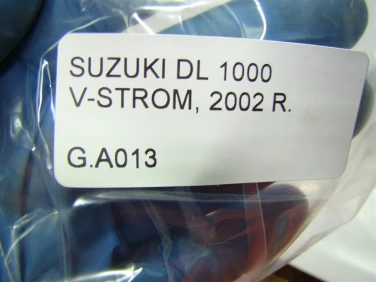 SUZUKI DL 1000
V-STROM, 2002 R.
G.A013